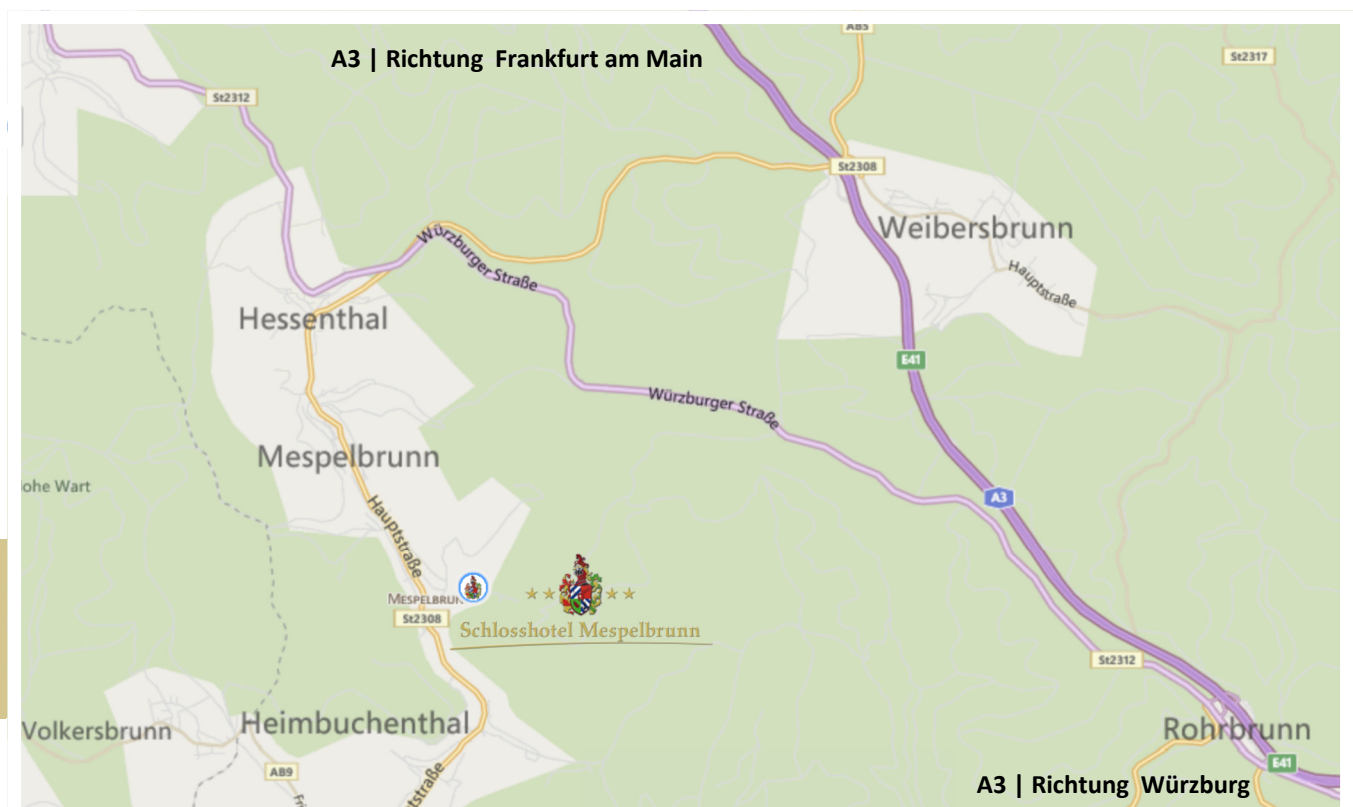 AB5
A3 | Richtung Frankfurt am Main
St2317
St2312
St2308
Weibersbrunn
Würzburger Straße
Hauptstraße
Hessenthal
E41
Würzburger Straße
Mespelbrunn
ohe Wart
A3
Hauptstraße
MESPELBRUN
St2308
Schlosshotel Mespelbrunn
St2312
Heimbuchenthal
Volkersbrunn
Rohrbrunn
AB9
E41
A3 | Richtung Würzburg